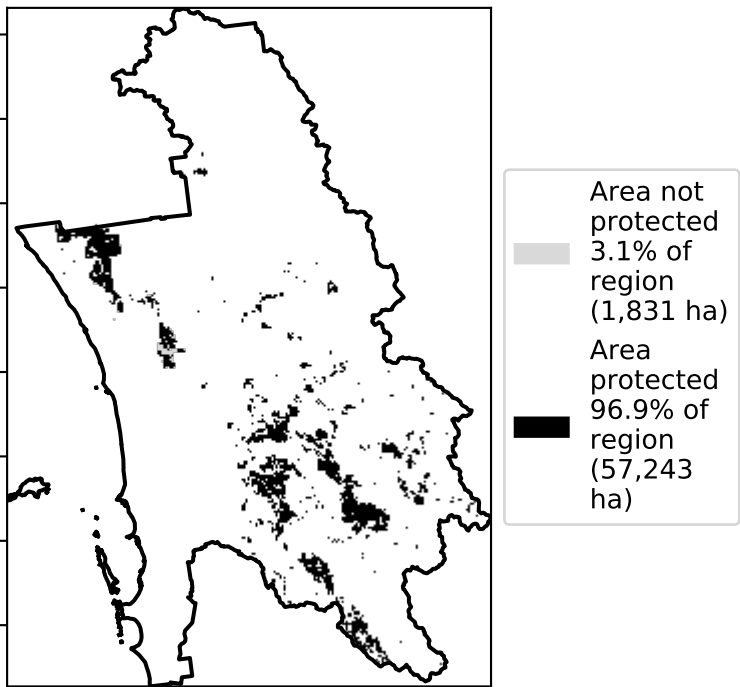 Area not
protected
3.1% of
region
(1,831 ha)
Area
protected
96.9% of
region
(57,243
ha)